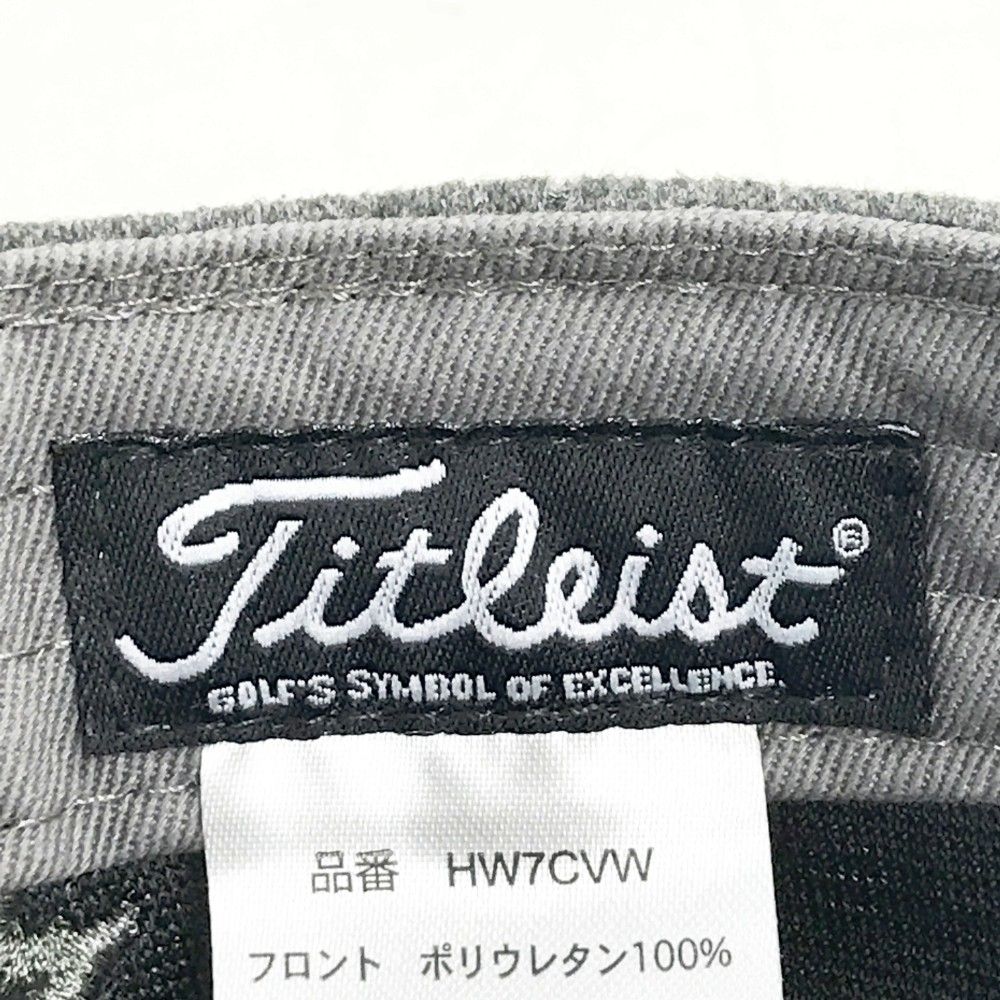 Titleist®
GOLF'S SYMBOL OF EXCELLENCE.
品番 HW7CVW
フロント ポリウレタン100%